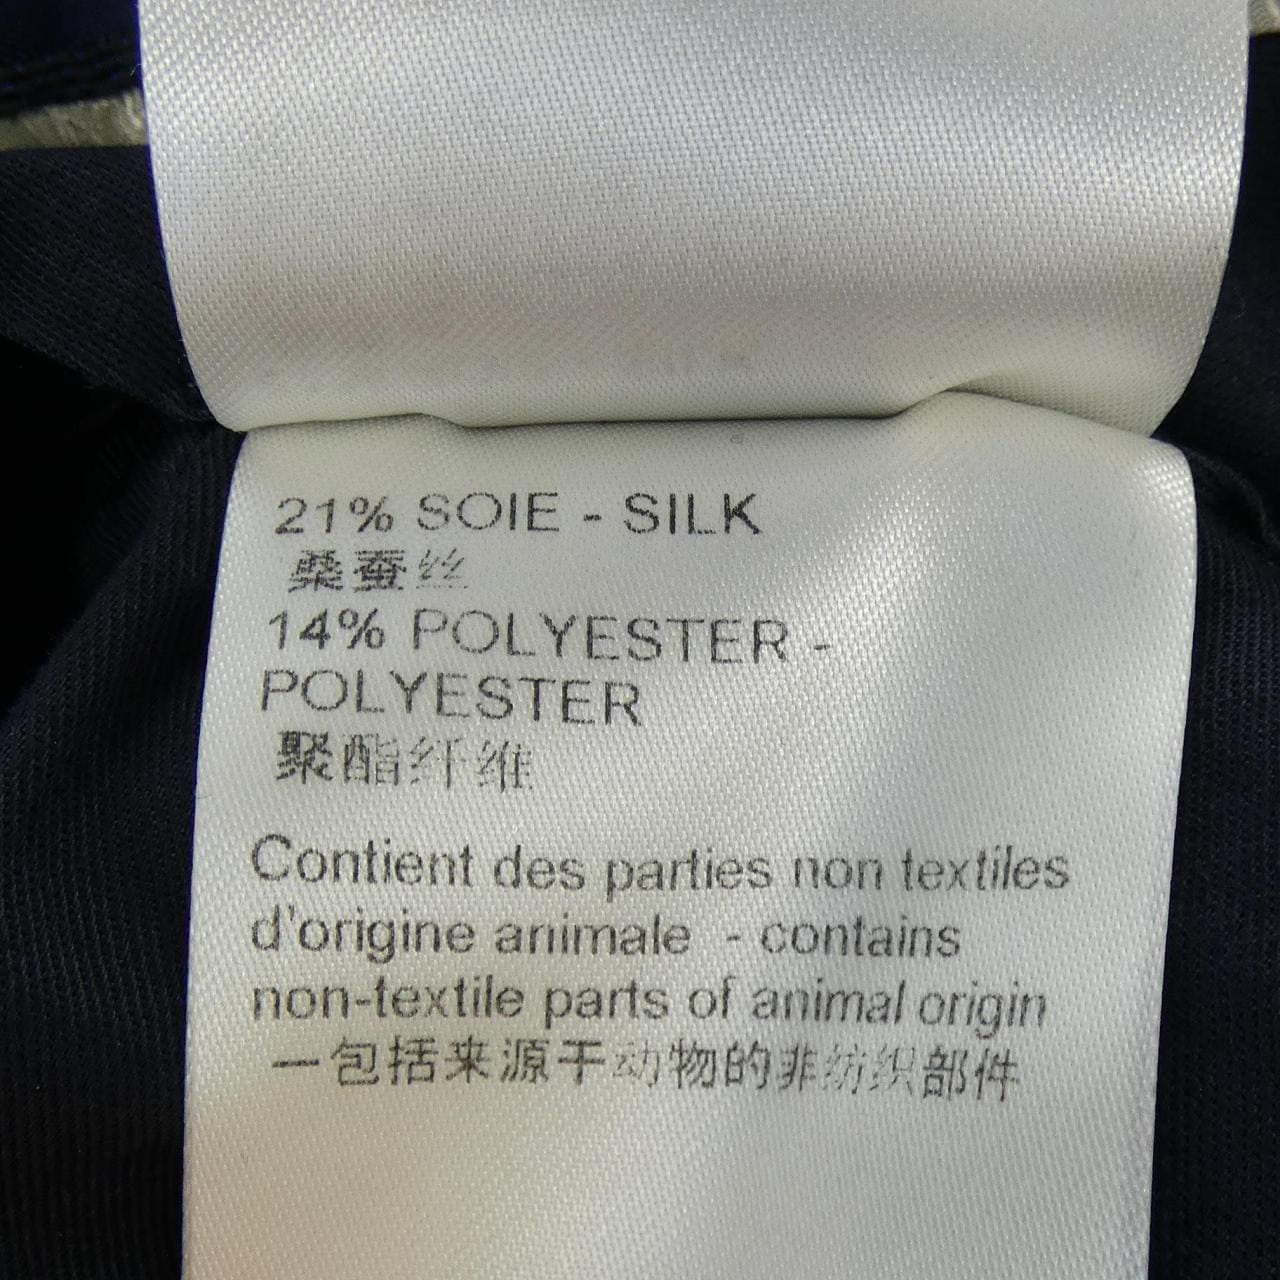 21% SOIE - SILK
桑蚕丝
14% POLYESTER -
POLYESTER
聚酯纤维
Contient des parties non textiles
d'origine animale - contains
non-textile parts of animal origin
一包括来源于动物的非纺织部件